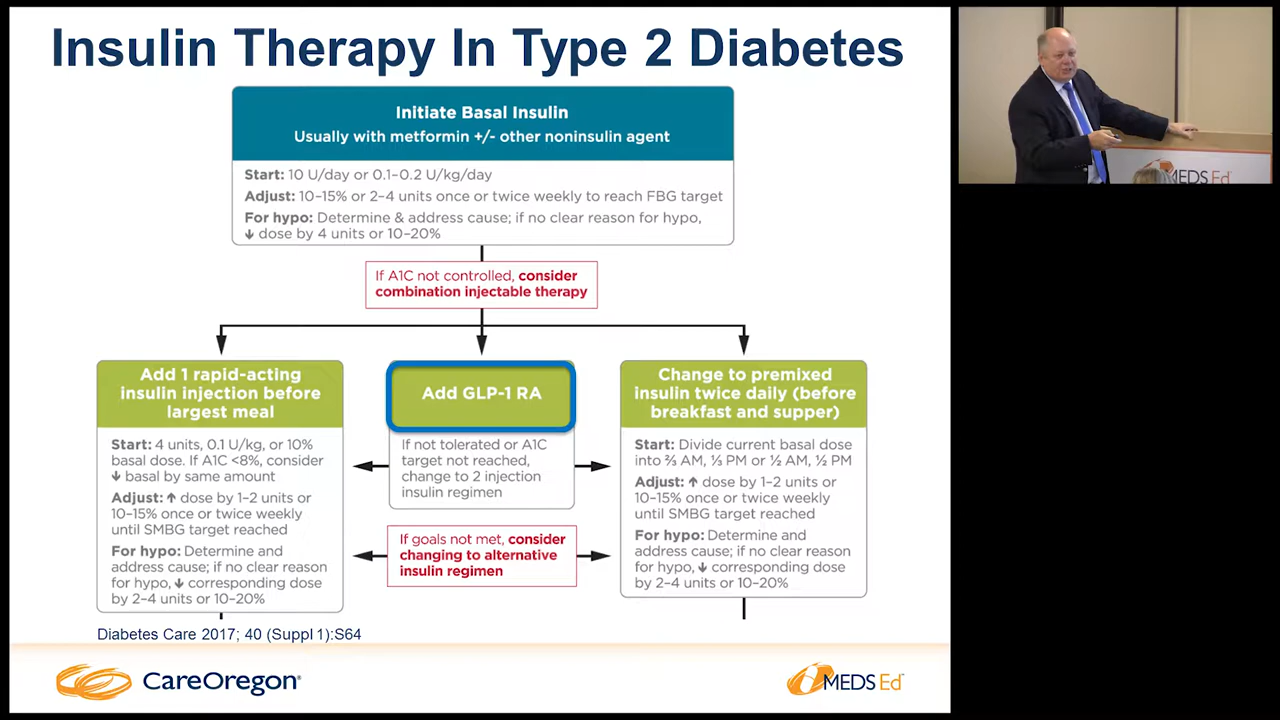 Insulin Therapy In Type 2 Diabetes
Initiate Basal Insulin
Usually with metformin +/- other noninsulin agent
Start: 10 U/day or 0.1–0.2 U/kg/day
Adjust: 10–15% or 2–4 units once or twice weekly to reach FBG target
For hypo: Determine & address cause; if no clear reason for hypo,
↓ dose by 4 units or 10–20%
If A1C not controlled, consider
combination injectable therapy
Add 1 rapid-acting
insulin injection before
largest meal
Start: 4 units, 0.1 U/kg, or 10%
basal dose. If A1C <8%, consider
↓ basal by same amount
Adjust: ↑ dose by 1–2 units or
10–15% once or twice weekly
until SMBG target reached
For hypo: Determine and
address cause; if no clear reason
for hypo, ↓ corresponding dose
by 2–4 units or 10–20%
Add GLP-1 RA
If not tolerated or A1C
target not reached,
change to 2 injection
insulin regimen
If goals not met, consider
changing to alternative
insulin regimen
Change to premixed
insulin twice daily (before
breakfast and supper)
Start: Divide current basal dose
into ⅔ AM, ⅓ PM or ½ AM, ½ PM
Adjust: ↑ dose by 1–2 units or
10–15% once or twice weekly
until SMBG target reached
For hypo: Determine and
address cause; if no clear reason
for hypo, ↓ corresponding dose
by 2–4 units or 10–20%
Diabetes Care 2017; 40 (Suppl 1):S64
CareOregon®
MEDS Ed
MEDS Ed